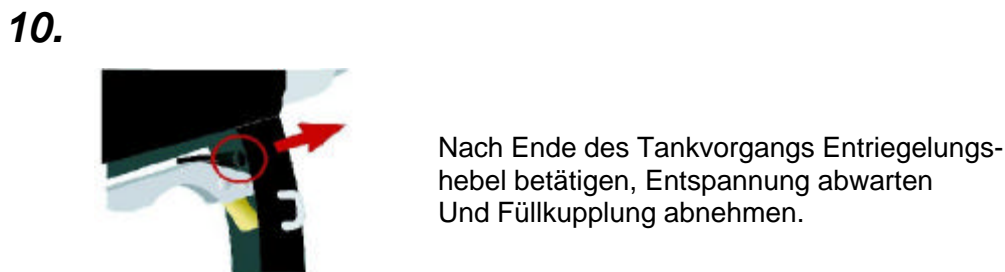 10.
Nach Ende des Tankvorgangs Entriegelungs-
hebel betätigen, Entspannung abwarten
Und Füllkupplung abnehmen.